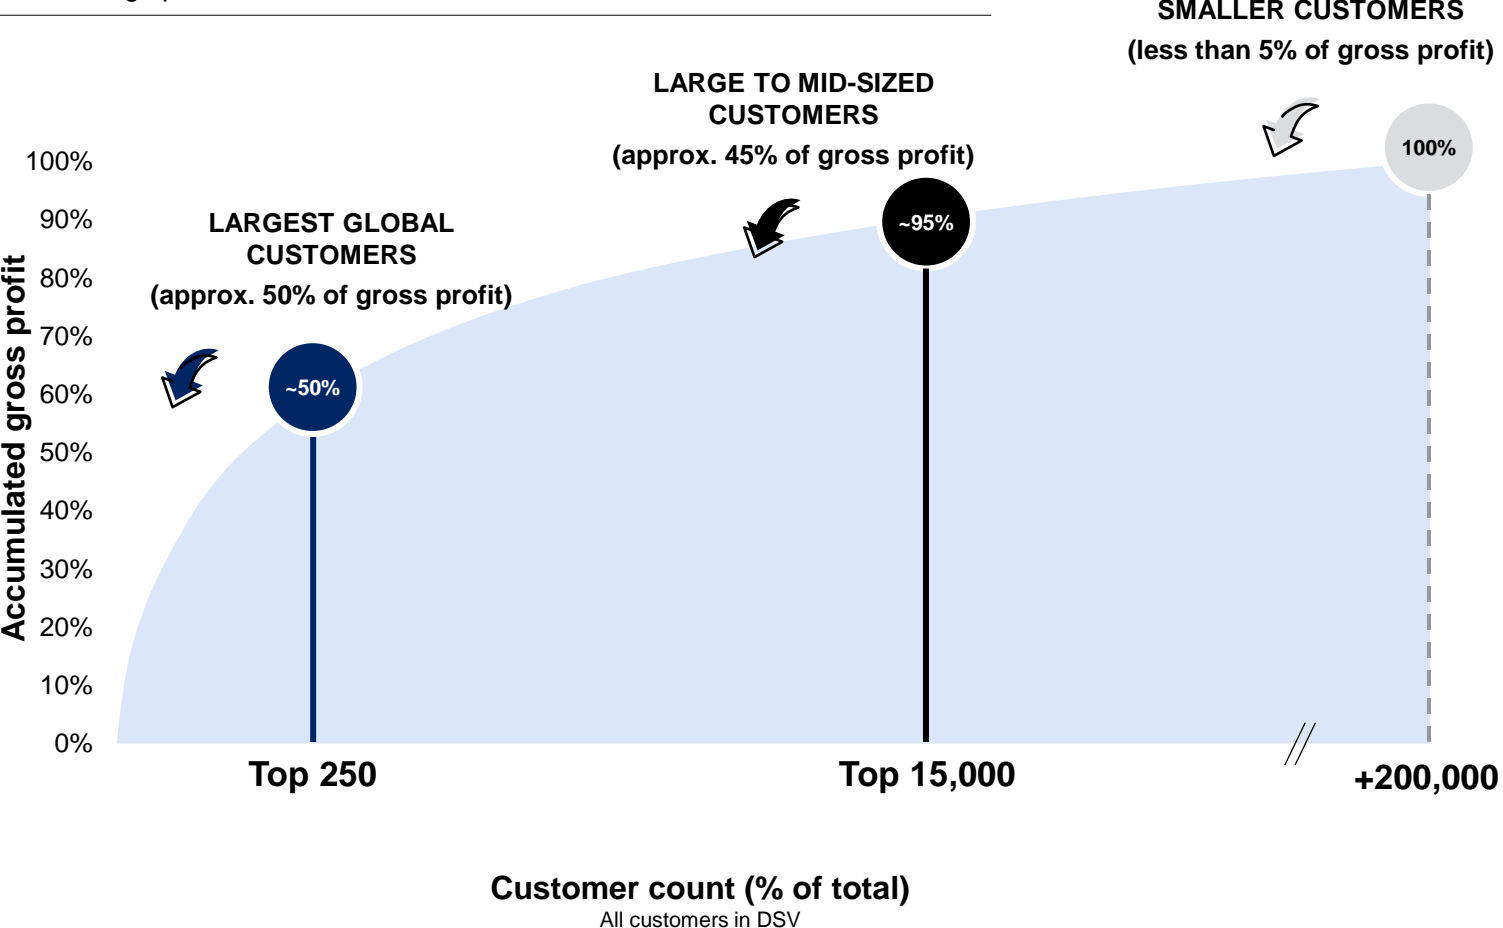 SMALLER CUSTOMERS
(less than 5% of gross profit)
LARGE TO MID-SIZED
CUSTOMERS
(approx. 45% of gross profit)
LARGEST GLOBAL
CUSTOMERS
(approx. 50% of gross profit)
100%
~95%
~50%
Accumulated gross profit
100%
90%
80%
70%
60%
50%
40%
30%
20%
10%
0%
Top 250
Top 15,000
+200,000
Customer count (% of total)
All customers in DSV